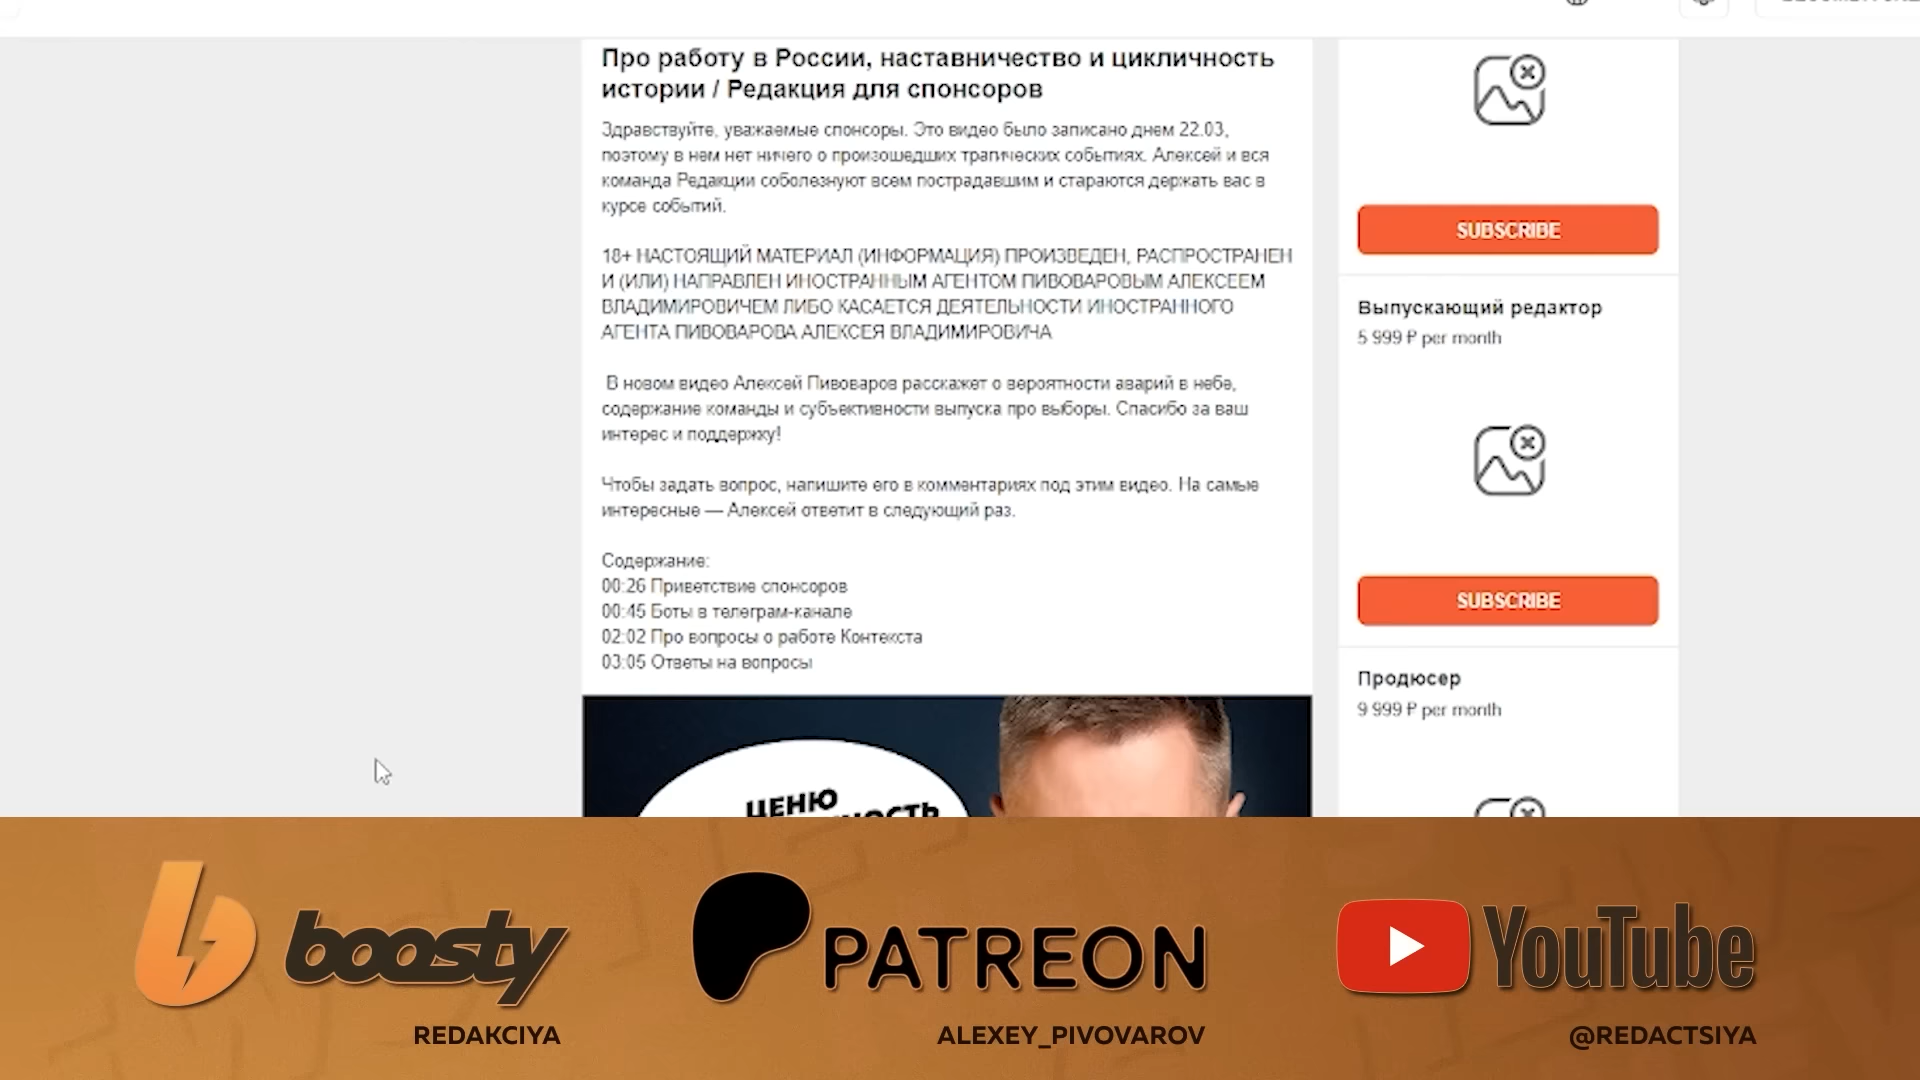 Про работу в России, наставничество и цикличность
истории / Редакция для спонсоров
Здравствуйте, уважаемые спонсоры. Это видео было записано днем 22.03,
поэтому в нем нет ничего о произошедших трагических событиях. Алексей и вся
команда Редакции соболезнуют всем пострадавшим и стараются держать вас в
курсе событий.
18+ НАСТОЯЩИЙ МАТЕРИАЛ (ИНФОРМАЦИЯ) ПРОИЗВЕДЕН, РАСПРОСТРАНЕН
И (ИЛИ) НАПРАВЛЕН ИНОСТРАННЫМ АГЕНТОМ ПИВОВАРОВЫМ АЛЕКСЕЕМ
ВЛАДИМИРОВИЧЕМ ЛИБО КАСАЕТСЯ ДЕЯТЕЛЬНОСТИ ИНОСТРАННОГО
АГЕНТА ПИВОВАРОВА АЛЕКСЕЯ ВЛАДИМИРОВИЧА
В новом видео Алексей Пивоваров расскажет о вероятности аварий в небе,
содержание команды и субъективности выпуска про выборы. Спасибо за ваш
интерес и поддержку!
Чтобы задать вопрос, напишите его в комментариях под этим видео. На самые
интересные — Алексей ответит в следующий раз.
Содержание:
00:26 Приветствие спонсоров
00:45 Боты в телеграм-канале
02:02 Про вопросы о работе Контекста
03:05 Ответы на вопросы
ЦЕНЮ
SUBSCRIBE
Выпускающий редактор
5 999 ₽ per month
SUBSCRIBE
Продюсер
9 999 ₽ per month
boosty
REDAKCIYA
PATREON
ALEXEY_PIVOVAROV
YouTube
@REDACTSIYA